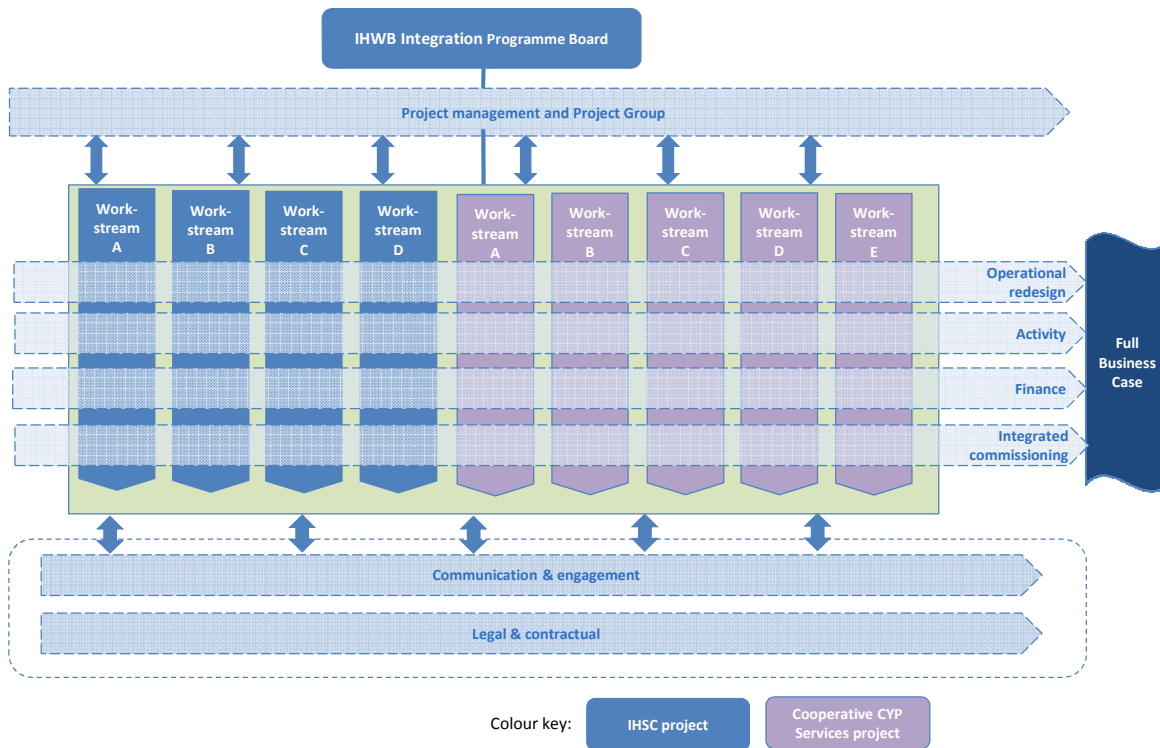 IHWB Integration Programme Board
Project management and Project Group
Work-
stream
A
Work-
stream
B
Work-
stream
C
Work-
stream
D
Work-
stream
A
Work-
stream
B
Work-
stream
C
Work-
stream
D
Work-
stream
E
Operational
redesign
Activity
Finance
Integrated
commissioning
Full
Business
Case
Communication & engagement
Legal & contractual
Colour key:
IHSC project
Cooperative CYP
Services project